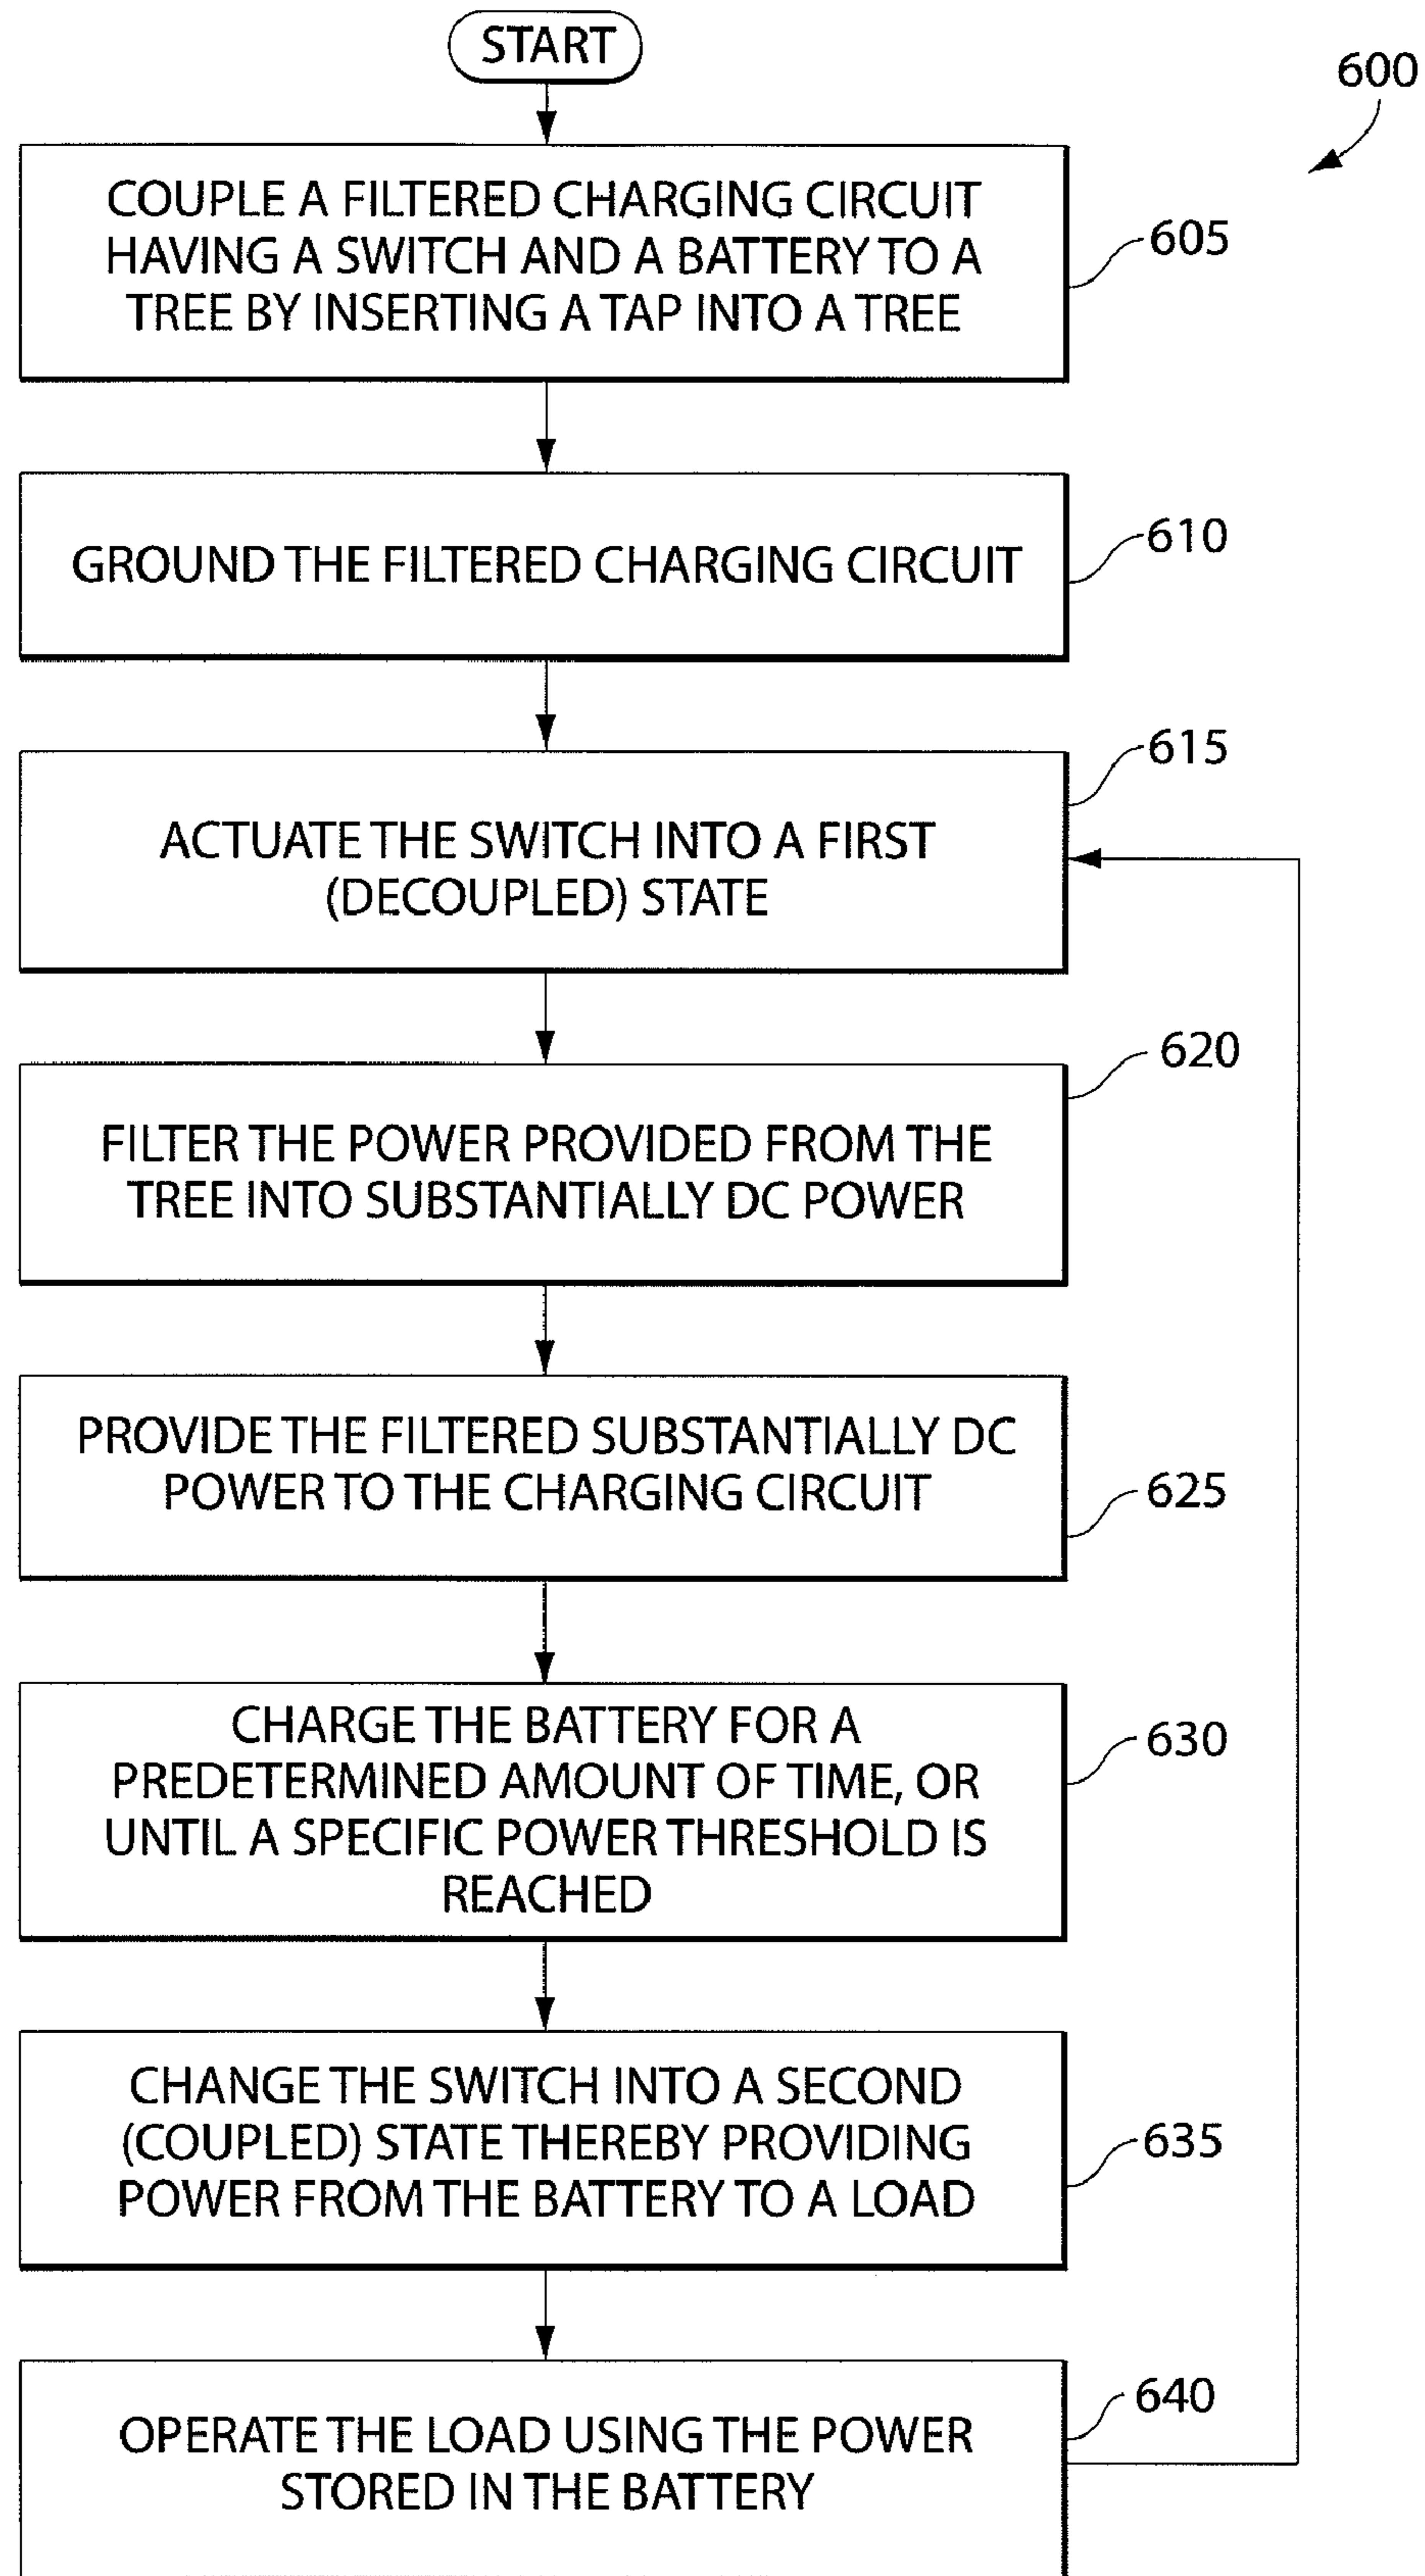 START
600
COUPLE A FILTERED CHARGING CIRCUIT
HAVING A SWITCH AND A BATTERY TO A
TREE BY INSERTING A TAP INTO A TREE
605
GROUND THE FILTERED CHARGING CIRCUIT
610
615
ACTUATE THE SWITCH INTO A FIRST
(DECOUPLED) STATE
620
FILTER THE POWER PROVIDED FROM THE
TREE INTO SUBSTANTIALLY DC POWER
PROVIDE THE FILTERED SUBSTANTIALLY DC
POWER TO THE CHARGING CIRCUIT
625
CHARGE THE BATTERY FOR A
PREDETERMINED AMOUNT OF TIME, OR
UNTIL A SPECIFIC POWER THRESHOLD IS
REACHED
630
CHANGE THE SWITCH INTO A SECOND
(COUPLED) STATE THEREBY PROVIDING
POWER FROM THE BATTERY TO A LOAD
635
640
OPERATE THE LOAD USING THE POWER
STORED IN THE BATTERY